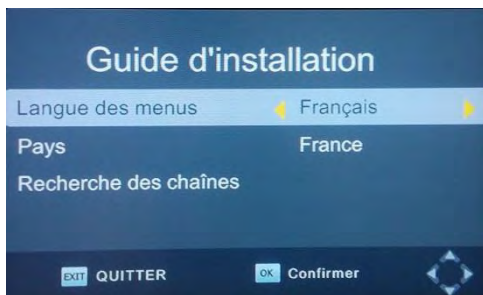 Guide d'installation
Langue des menus Français
Pays France
Recherche des chaînes
EXIT QUITTER OK Confirmer